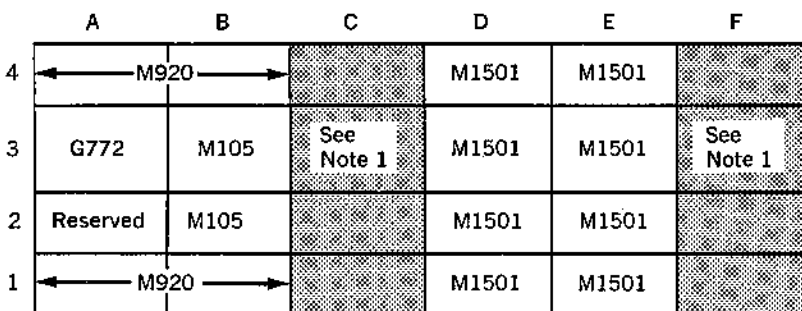 A B C D E F
4 M920 M1501 M1501
3 G772 M105 See Note 1 M1501 M1501 See Note 1
2 Reserved M105 M1501 M1501
1 M920 M1501 M1501